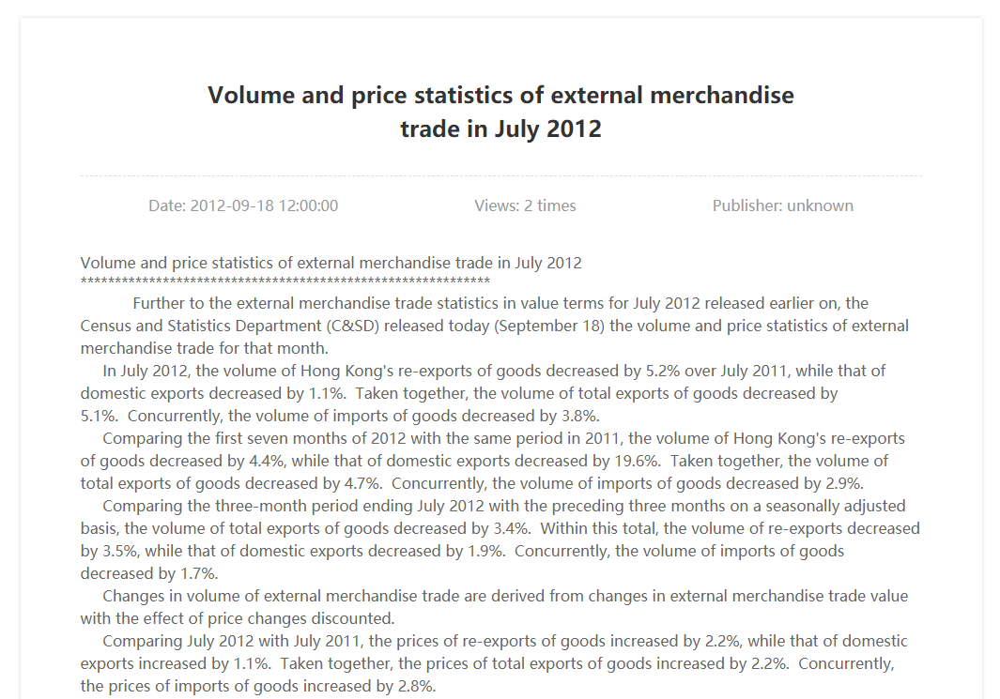 Volume and price statistics of external merchandise
trade in July 2012
Date: 2012-09-18 12:00:00 Views: 2 times Publisher: unknown
Volume and price statistics of external merchandise trade in July 2012
************************************************************
Further to the external merchandise trade statistics in value terms for July 2012 released earlier on, the
Census and Statistics Department (C&SD) released today (September 18) the volume and price statistics of external
merchandise trade for that month.
In July 2012, the volume of Hong Kong's re-exports of goods decreased by 5.2% over July 2011, while that of
domestic exports decreased by 1.1%.  Taken together, the volume of total exports of goods decreased by
5.1%.  Concurrently, the volume of imports of goods decreased by 3.8%.
Comparing the first seven months of 2012 with the same period in 2011, the volume of Hong Kong's re-exports
of goods decreased by 4.4%, while that of domestic exports decreased by 19.6%.  Taken together, the volume of
total exports of goods decreased by 4.7%.  Concurrently, the volume of imports of goods decreased by 2.9%.
Comparing the three-month period ending July 2012 with the preceding three months on a seasonally adjusted
basis, the volume of total exports of goods decreased by 3.4%.  Within this total, the volume of re-exports decreased
by 3.5%, while that of domestic exports decreased by 1.9%.  Concurrently, the volume of imports of goods
decreased by 1.7%.
Changes in volume of external merchandise trade are derived from changes in external merchandise trade value
with the effect of price changes discounted.
Comparing July 2012 with July 2011, the prices of re-exports of goods increased by 2.2%, while that of domestic
exports increased by 1.1%.  Taken together, the prices of total exports of goods increased by 2.2%.  Concurrently,
the prices of imports of goods increased by 2.8%.